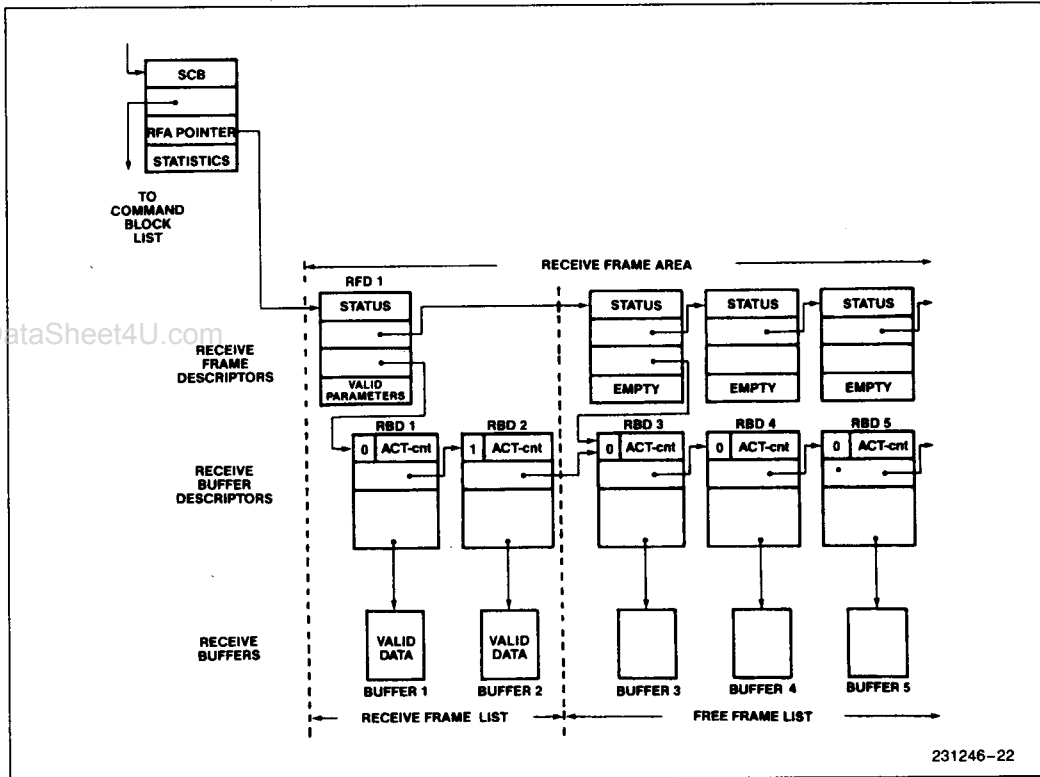 SCB
RFA POINTER
STATISTICS
TO
COMMAND
BLOCK
LIST
RECEIVE FRAME AREA
RFD 1
STATUS
STATUS
STATUS
STATUS
DataSheet4U.com
RECEIVE
FRAME
DESCRIPTORS
VALID
PARAMETERS
EMPTY
EMPTY
EMPTY
RBD 1
RBD 2
RBD 3
RBD 4
RBD 5
0 ACT-cnt
1 ACT-cnt
0 ACT-cnt
0 ACT-cnt
0 ACT-cnt
RECEIVE
BUFFER
DESCRIPTORS
RECEIVE
BUFFERS
VALID
DATA
VALID
DATA
BUFFER 1
BUFFER 2
BUFFER 3
BUFFER 4
BUFFER 5
RECEIVE FRAME LIST
FREE FRAME LIST
231246-22